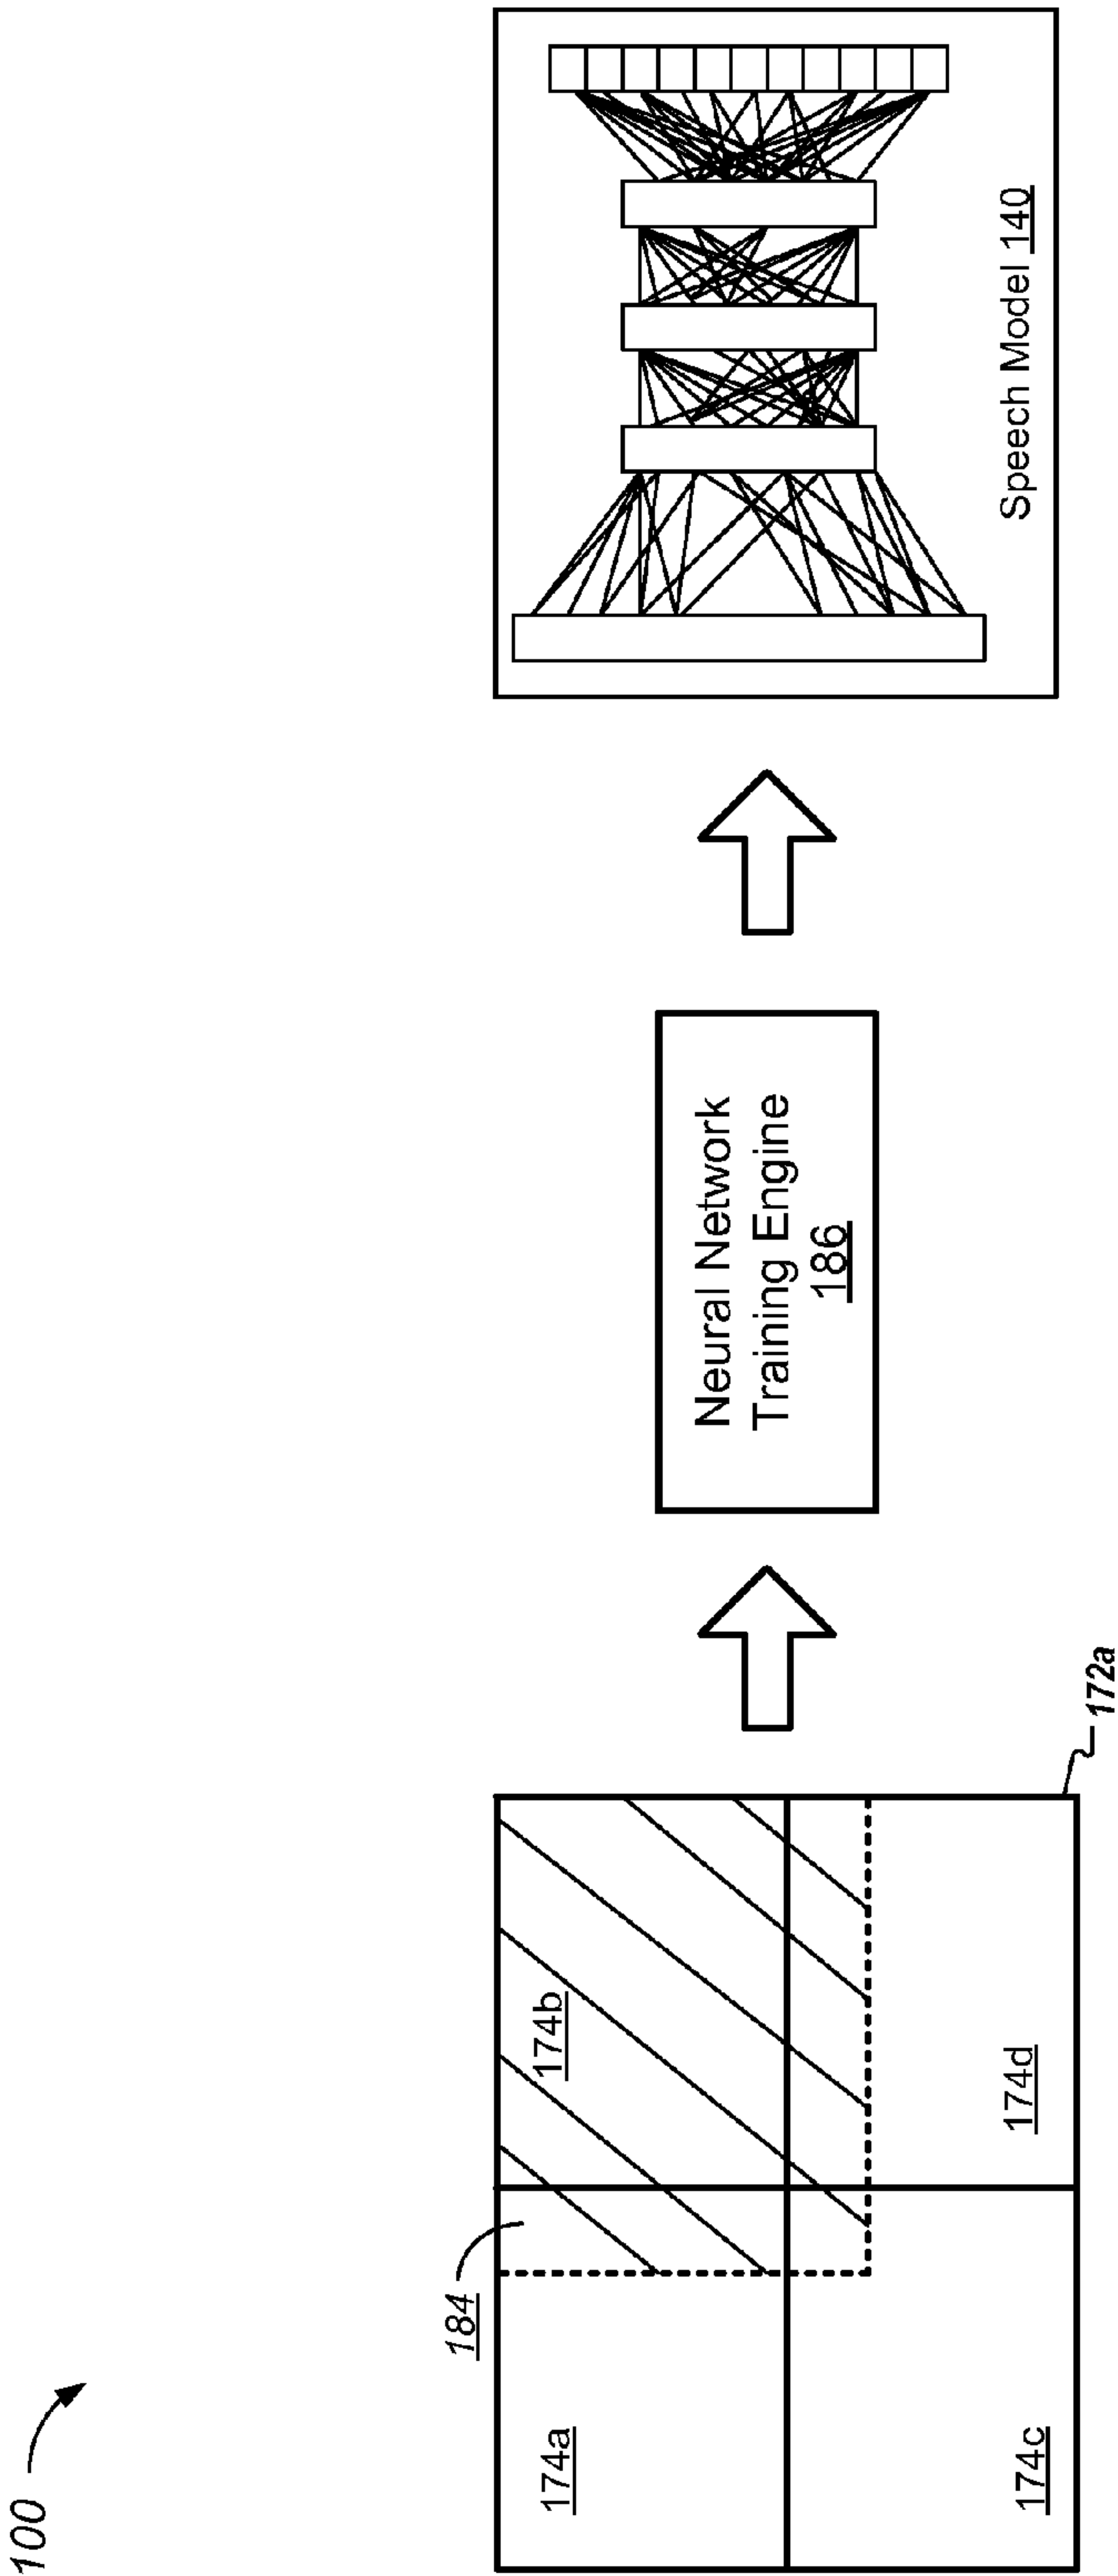 100
184
174a
174b
174c
174d
172a
Neural Network
Training Engine
186
Speech Model 140